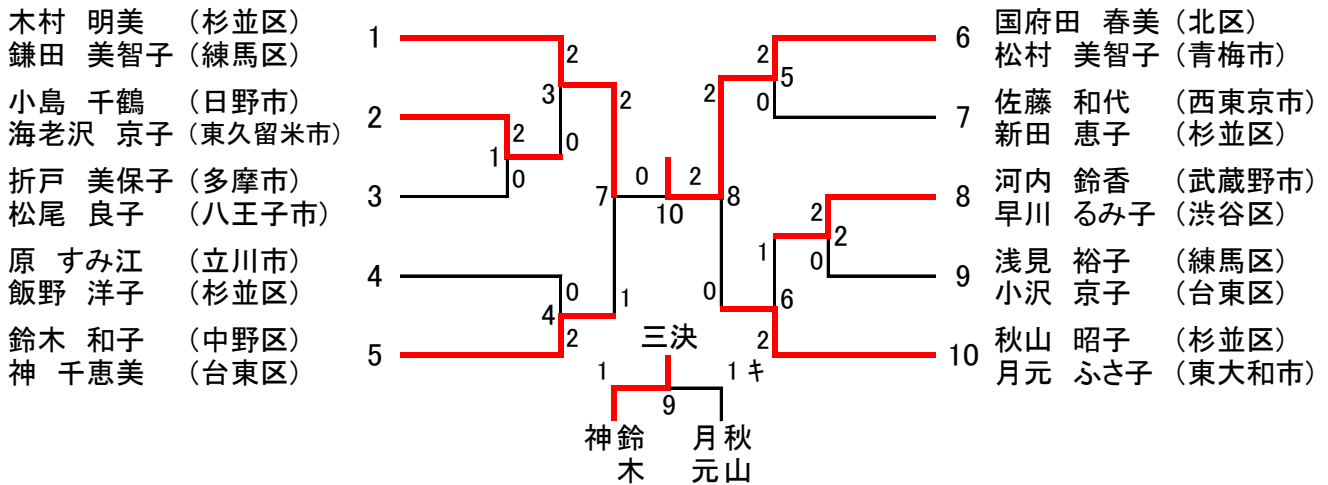 木村 明美 （杉並区）
鎌田 美智子 （練馬区）
1
小島 千鶴 （日野市）
海老沢 京子 （東久留米市）
2
折戸 美保子 （多摩市）
松尾 良子 （八王子市）
3
原 すみ江 （立川市）
飯野 洋子 （杉並区）
4
鈴木 和子 （中野区）
神 千恵美 （台東区）
5
2
3
2
2
1
0
0
7
0
4
2
1
0
2
10
2
2
5
0
2
8
1
2
2
0
0
6
2
6
国府田 春美 （北区）
松村 美智子 （青梅市）
7
佐藤 和代 （西東京市）
新田 恵子 （杉並区）
8
河内 鈴香 （武蔵野市）
早川 るみ子 （渋谷区）
9
浅見 裕子 （練馬区）
小沢 京子 （台東区）
10
秋山 昭子 （杉並区）
月元 ふさ子 （東大和市）
三決
1
1 キ
9
神
鈴木
月元
秋山